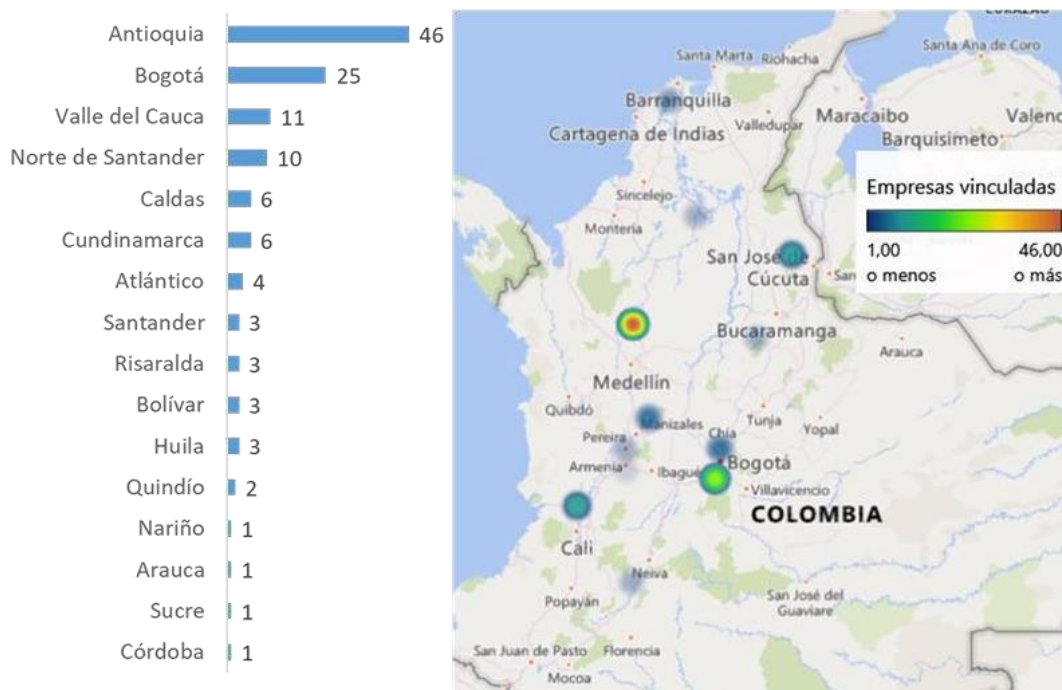 Antioquia 46
Bogotá 25
Valle del Cauca 11
Norte de Santander 10
Caldas 6
Cundinamarca 6
Atlántico 4
Santander 3
Risaralda 3
Bolívar 3
Huila 3
Quindío 2
Nariño 1
Arauca 1
Sucre 1
Córdoba 1
Santa Marta
Riohacha
Santa Ana de Coro
Barranquilla
Maracaibo
Valenc
Cartagena de Indias
Valledupar
Barquisimeto
Empresas vinculadas
1,00
46,00
o menos
o más
Sincelejo
Montería
San José de
Cúcuta
San
Bucaramanga
Arauca
Medellín
Quibdó
Manizales
Tunja
Yopal
Pereira
Chía
Armenia
Ibagué
Bogotá
Villavicencio
COLOMBIA
Cali
Neiva
Popayán
San José del
Guaviare
San Juan de Pasto
Florencia
Mocoa